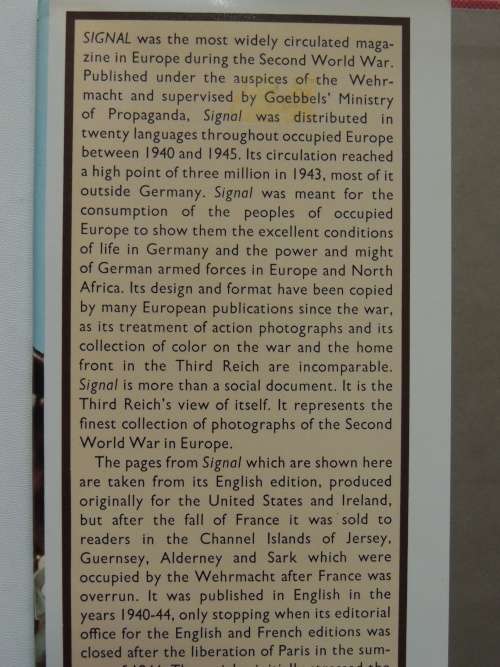 SIGNAL was the most widely circulated maga-
zine in Europe during the Second World War.
Published under the auspices of the Wehr-
macht and supervised by Goebbels' Ministry
of Propaganda, Signal was distributed in
twenty languages throughout occupied Europe
between 1940 and 1945. Its circulation reached
a high point of three million in 1943, most of it
outside Germany. Signal was meant for the
consumption of the peoples of occupied
Europe to show them the excellent conditions
of life in Germany and the power and might
of German armed forces in Europe and North
Africa. Its design and format have been copied
by many European publications since the war,
as its treatment of action photographs and its
collection of color on the war and the home
front in the Third Reich are incomparable.
Signal is more than a social document. It is the
Third Reich's view of itself. It represents the
finest collection of photographs of the Second
World War in Europe.
The pages from Signal which are shown here
are taken from its English edition, produced
originally for the United States and Ireland,
but after the fall of France it was sold to
readers in the Channel Islands of Jersey,
Guernsey, Alderney and Sark which were
occupied by the Wehrmacht after France was
overrun. It was published in English in the
years 1940-44, only stopping when its editorial
office for the English and French editions was
closed after the liberation of Paris in the sum-